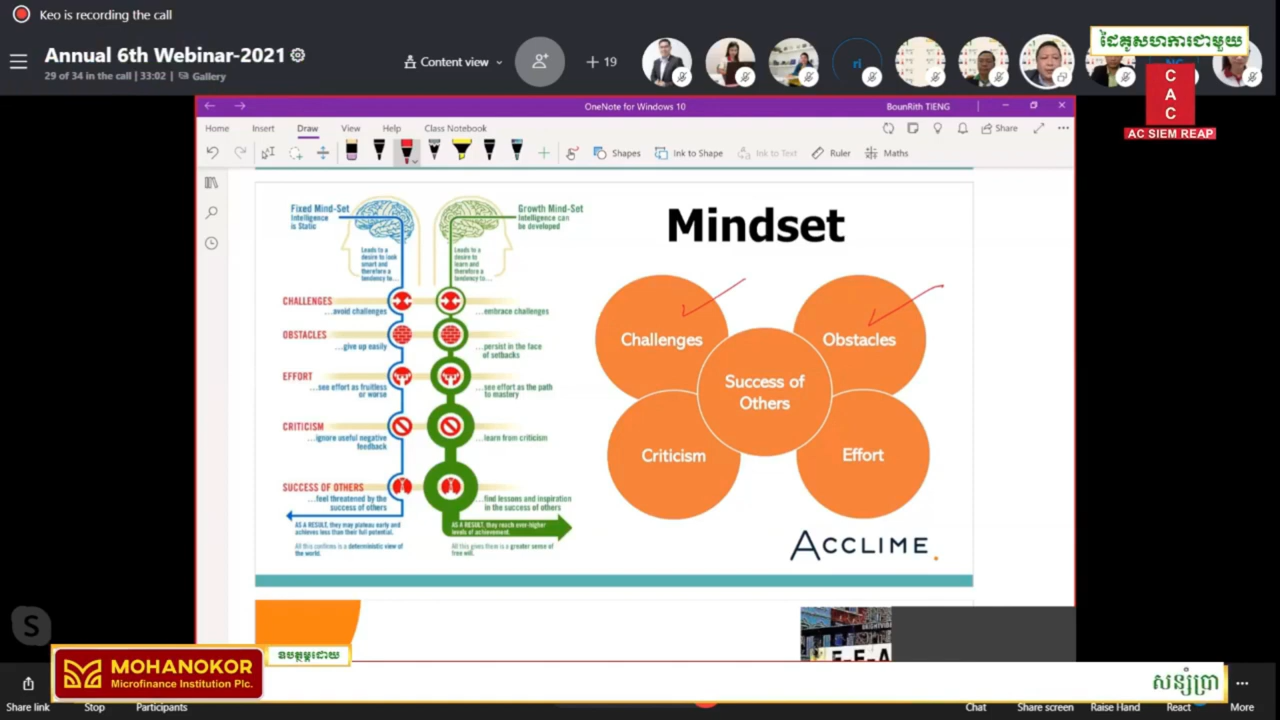 Keo is recording the call
Annual 6th Webinar-2021
29 of 34 in the call | 33:02 | Gallery
Content view
+ 19
ri
ដៃគូសហការជាមួយ
C
A
C
AC SIEM REAP
OneNote for Windows 10
BounRith TIENG
Home Insert Draw View Help Class Notebook
Share
Shapes Ink to Shape Ink to Text Ruler Maths
Fixed Mind-Set
Intelligence
is Static
Growth Mind-Set
Intelligence can
be developed
Leads to a
desire to look
smart and
therefore a
tendency to...
Leads to a
desire to
learn and
therefore a
tendency to...
CHALLENGES
...avoid challenges
...embrace challenges
OBSTACLES
...give up easily
...persist in the face
of setbacks
EFFORT
...see effort as fruitless
or worse
...see effort as the path
to mastery
CRITICISM
...ignore useful negative
feedback
...learn from criticism
SUCCESS OF OTHERS
...feel threatened by the
success of others
...find lessons and inspiration
in the success of others
AS A RESULT, they may plateau early and
achieve less than their full potential.
All this confirms a deterministic view of
the world.
AS A RESULT, they reach ever-higher
levels of achievement.
All this gives them a greater sense of
free will.
Mindset
Challenges
Obstacles
Success of
Others
Criticism
Effort
ACCLIME.
S
ឧបត្ថម្ភដោយ
MOHANOKOR
Microfinance Institution Plc.
សន្សំប្រា
Share link
Stop
Participants
Chat
Share screen
Raise Hand
React
More